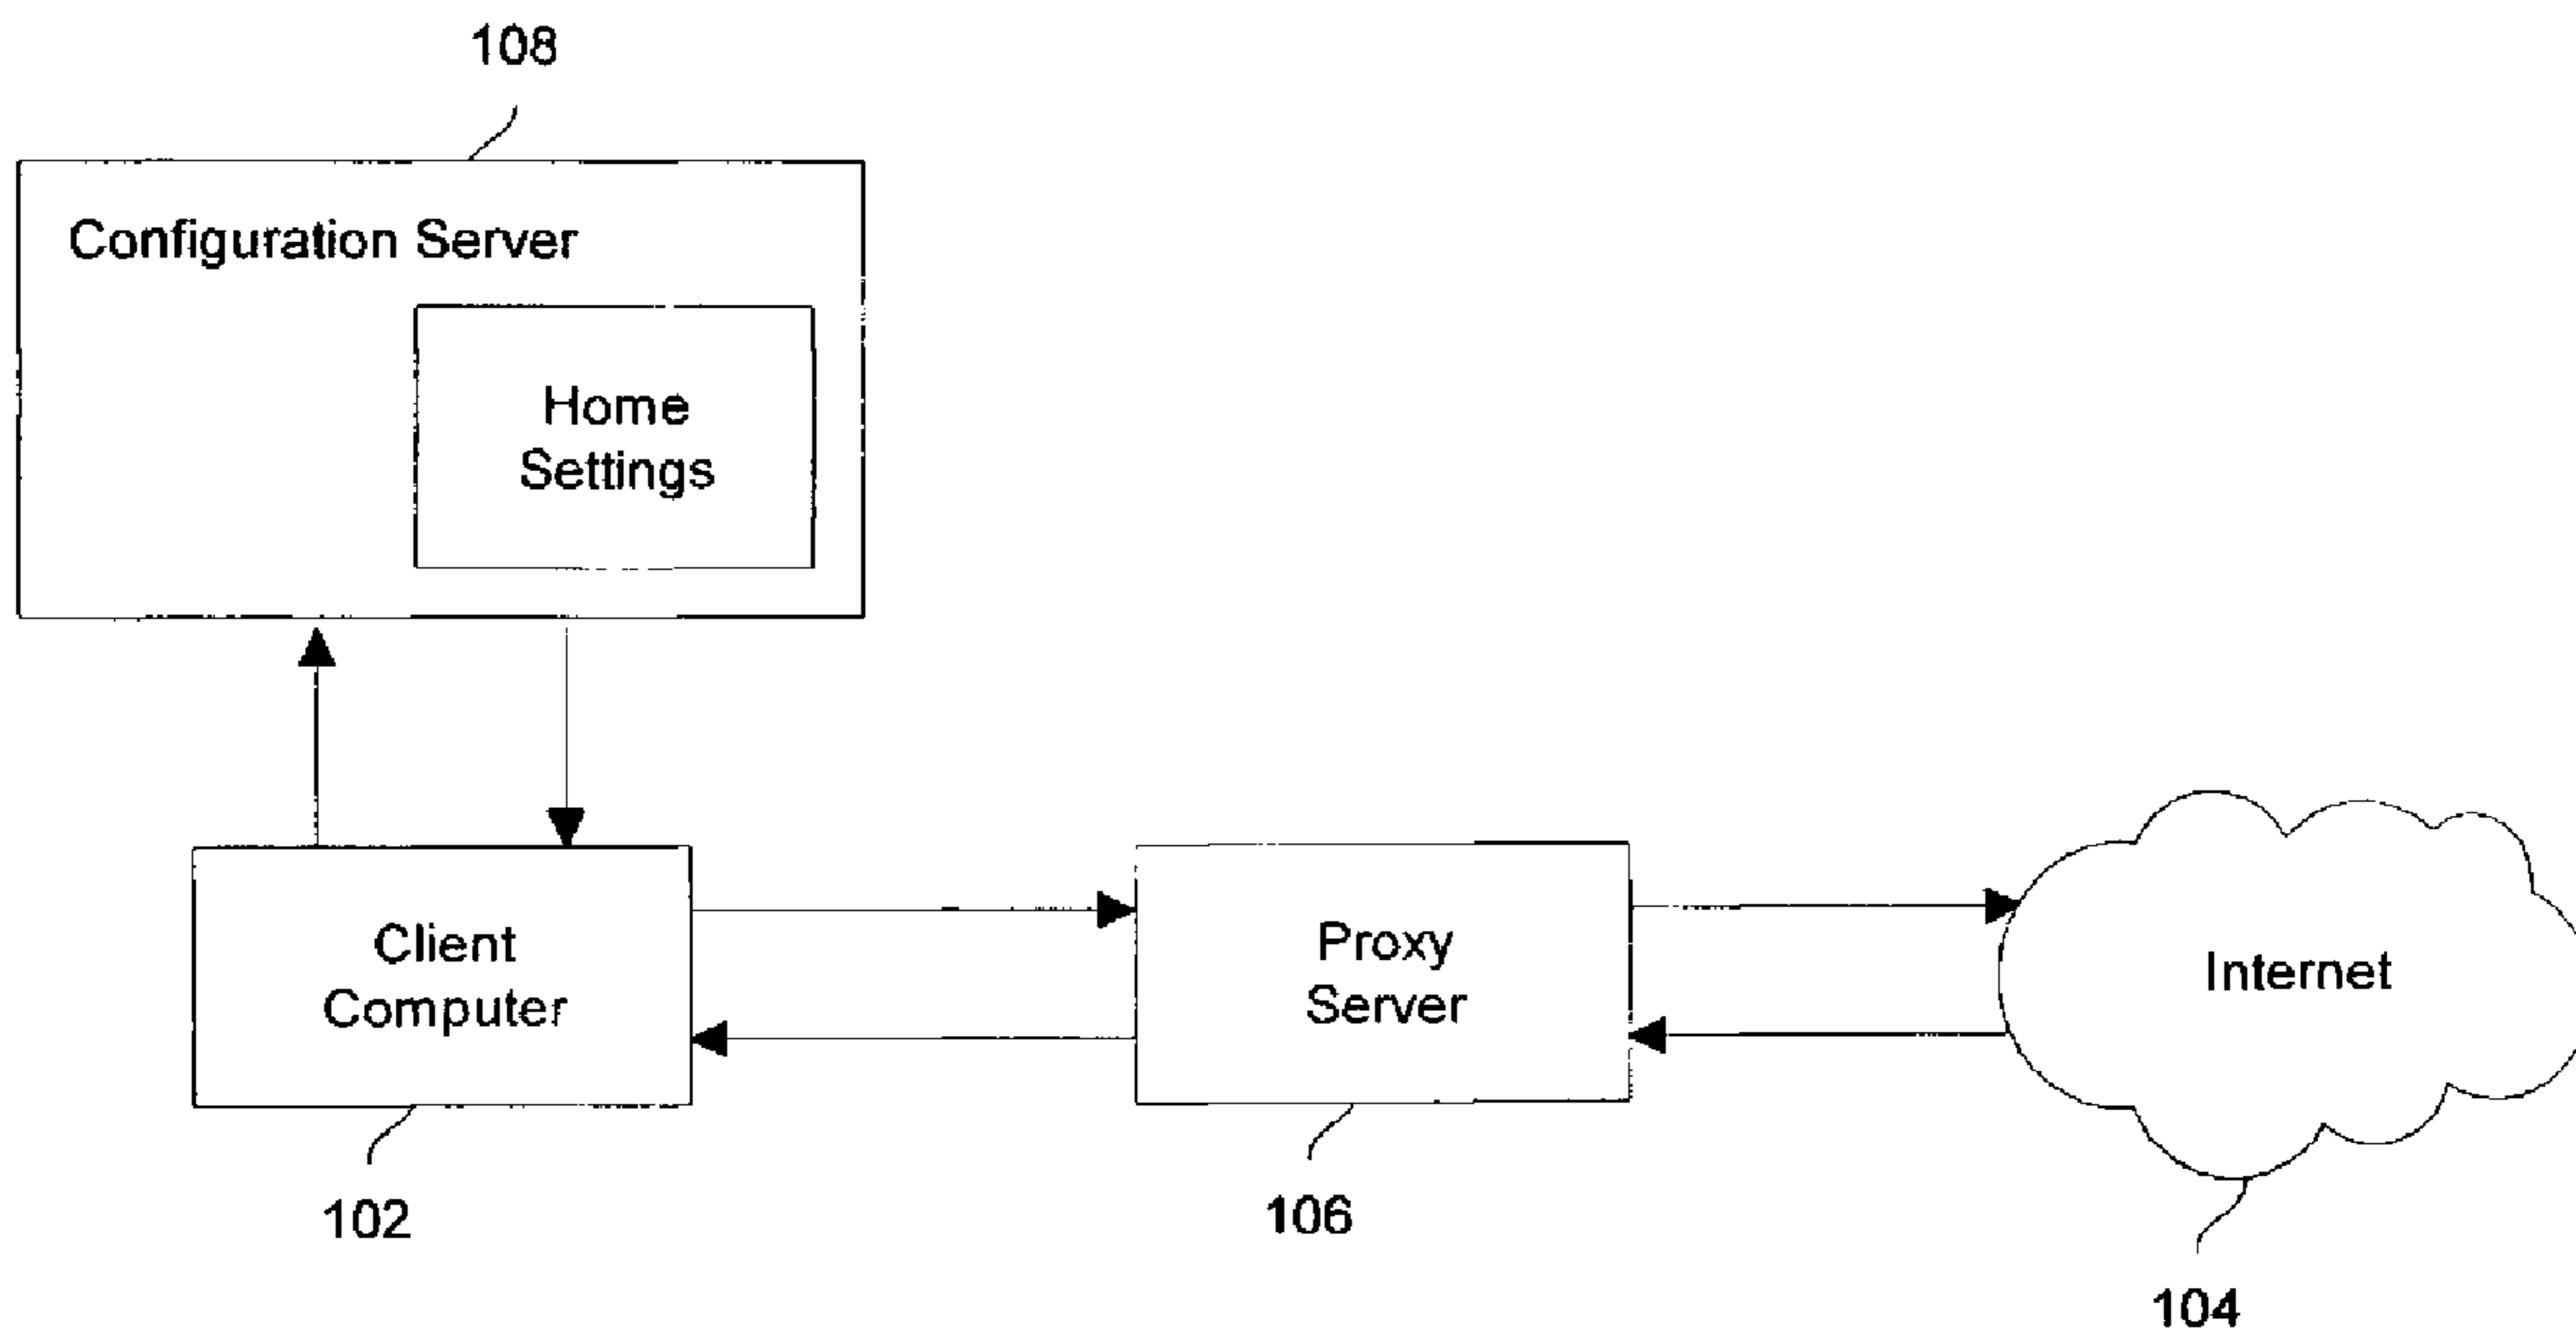 108
Configuration Server
Home
Settings
Client
Computer
Proxy
Server
Internet
102
106
104